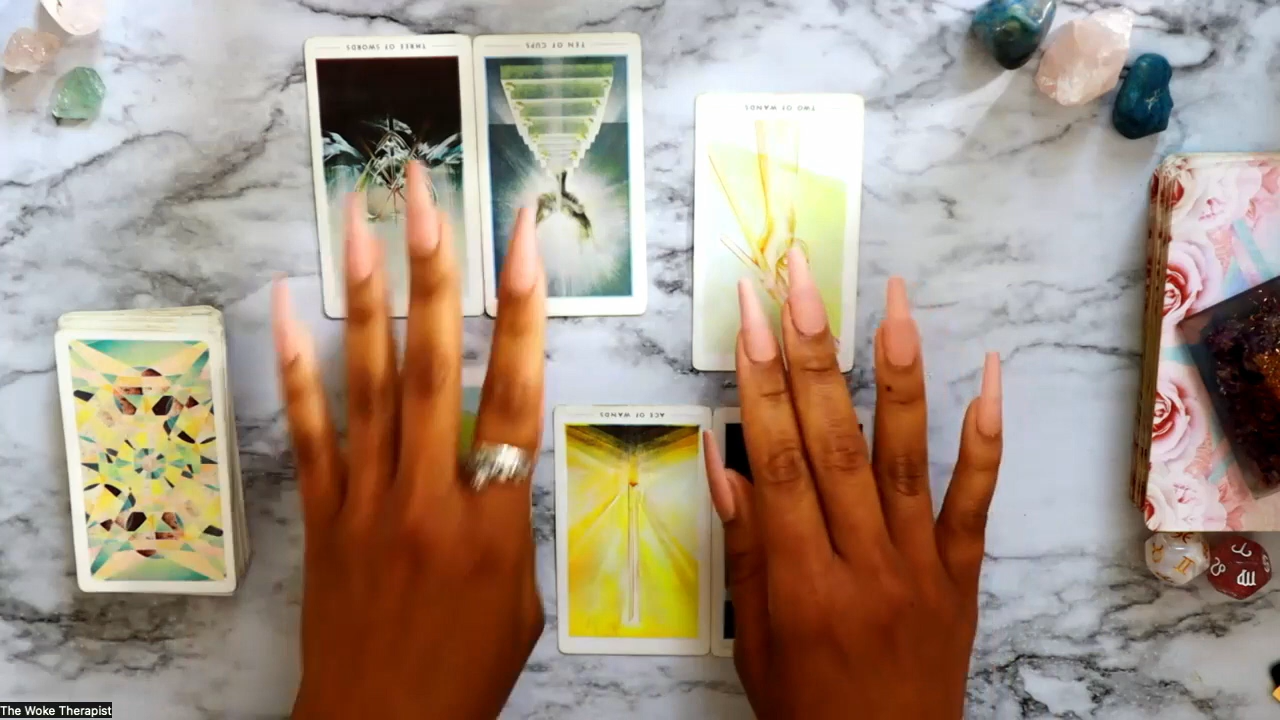 THREE OF SWORDS
TEN OF CUPS
TWO OF WANDS
ACE OF WANDS
The Woke Therapist